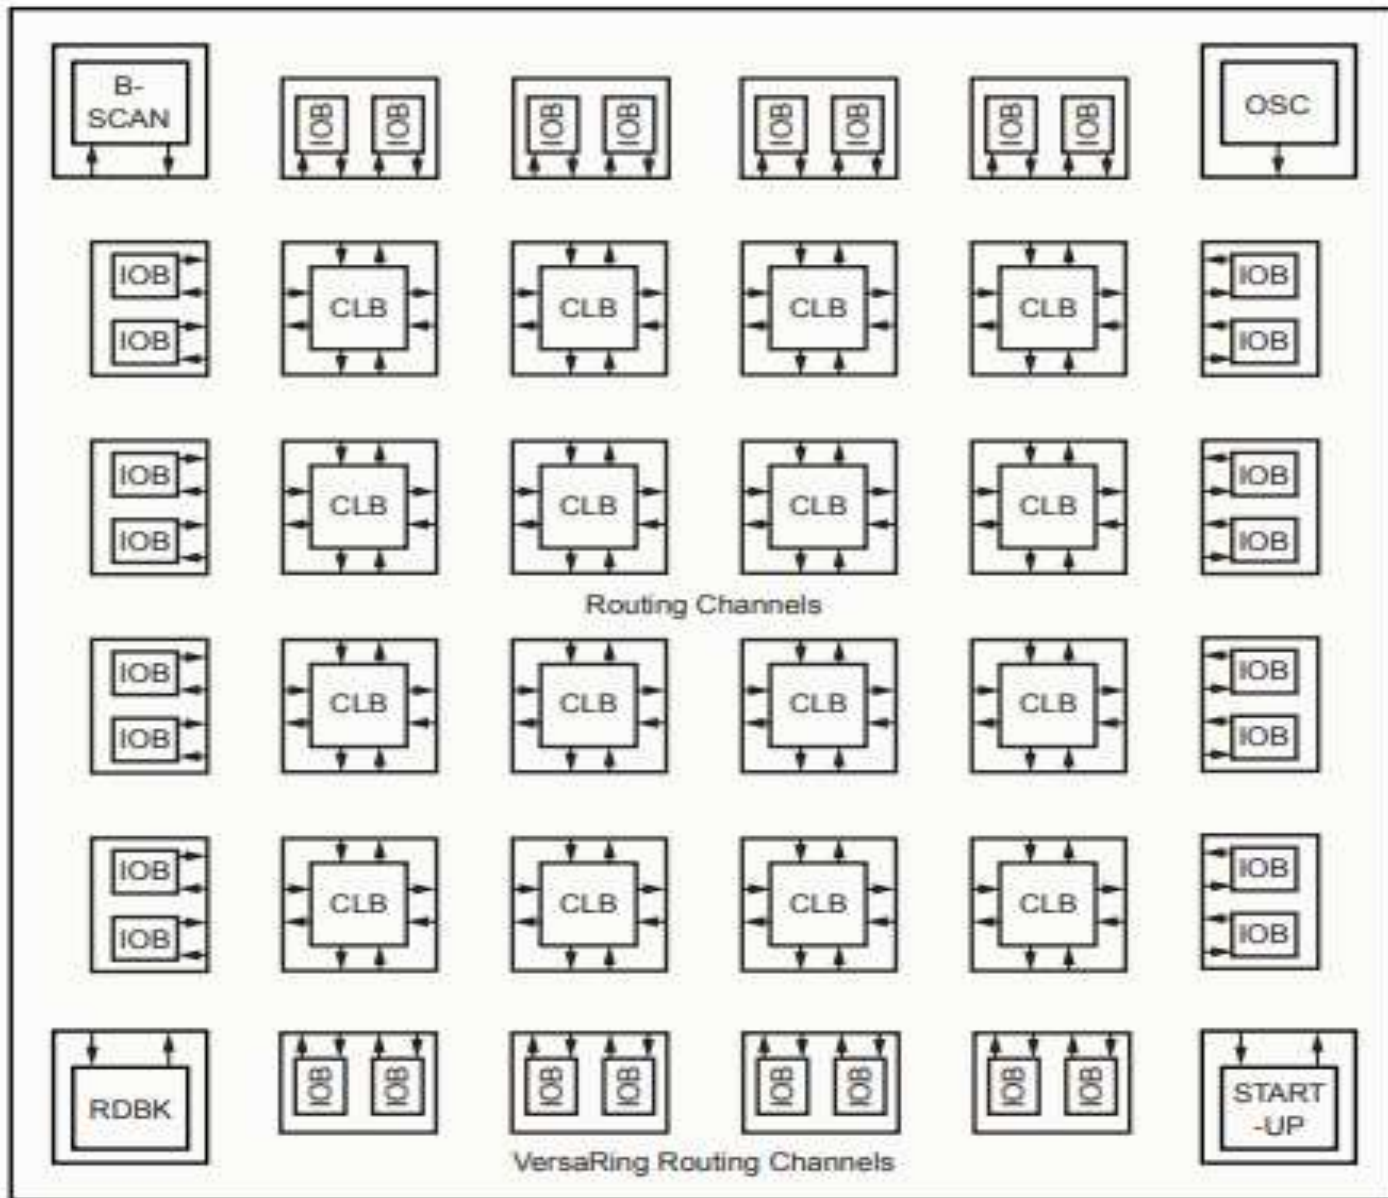 B-
SCAN
IOB IOB IOB IOB IOB IOB IOB IOB
OSC
IOB CLB CLB CLB CLB IOB
IOB IOB
IOB CLB CLB CLB CLB IOB
IOB IOB
Routing Channels
IOB CLB CLB CLB CLB IOB
IOB IOB
IOB CLB CLB CLB CLB IOB
IOB IOB
RDBK
IOB IOB IOB IOB IOB IOB IOB IOB
START
-UP
VersaRing Routing Channels